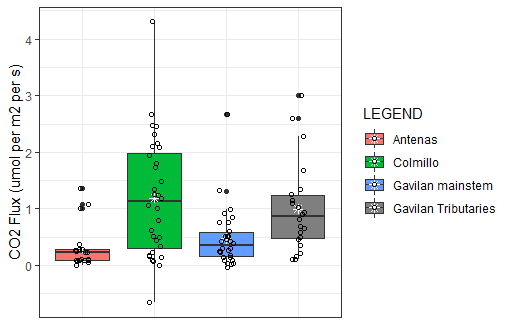 CO2 Flux (umol per m2 per s)
4
3
2
1
0
LEGEND
Antenas
Colmillo
Gavilan mainstem
Gavilan Tributaries